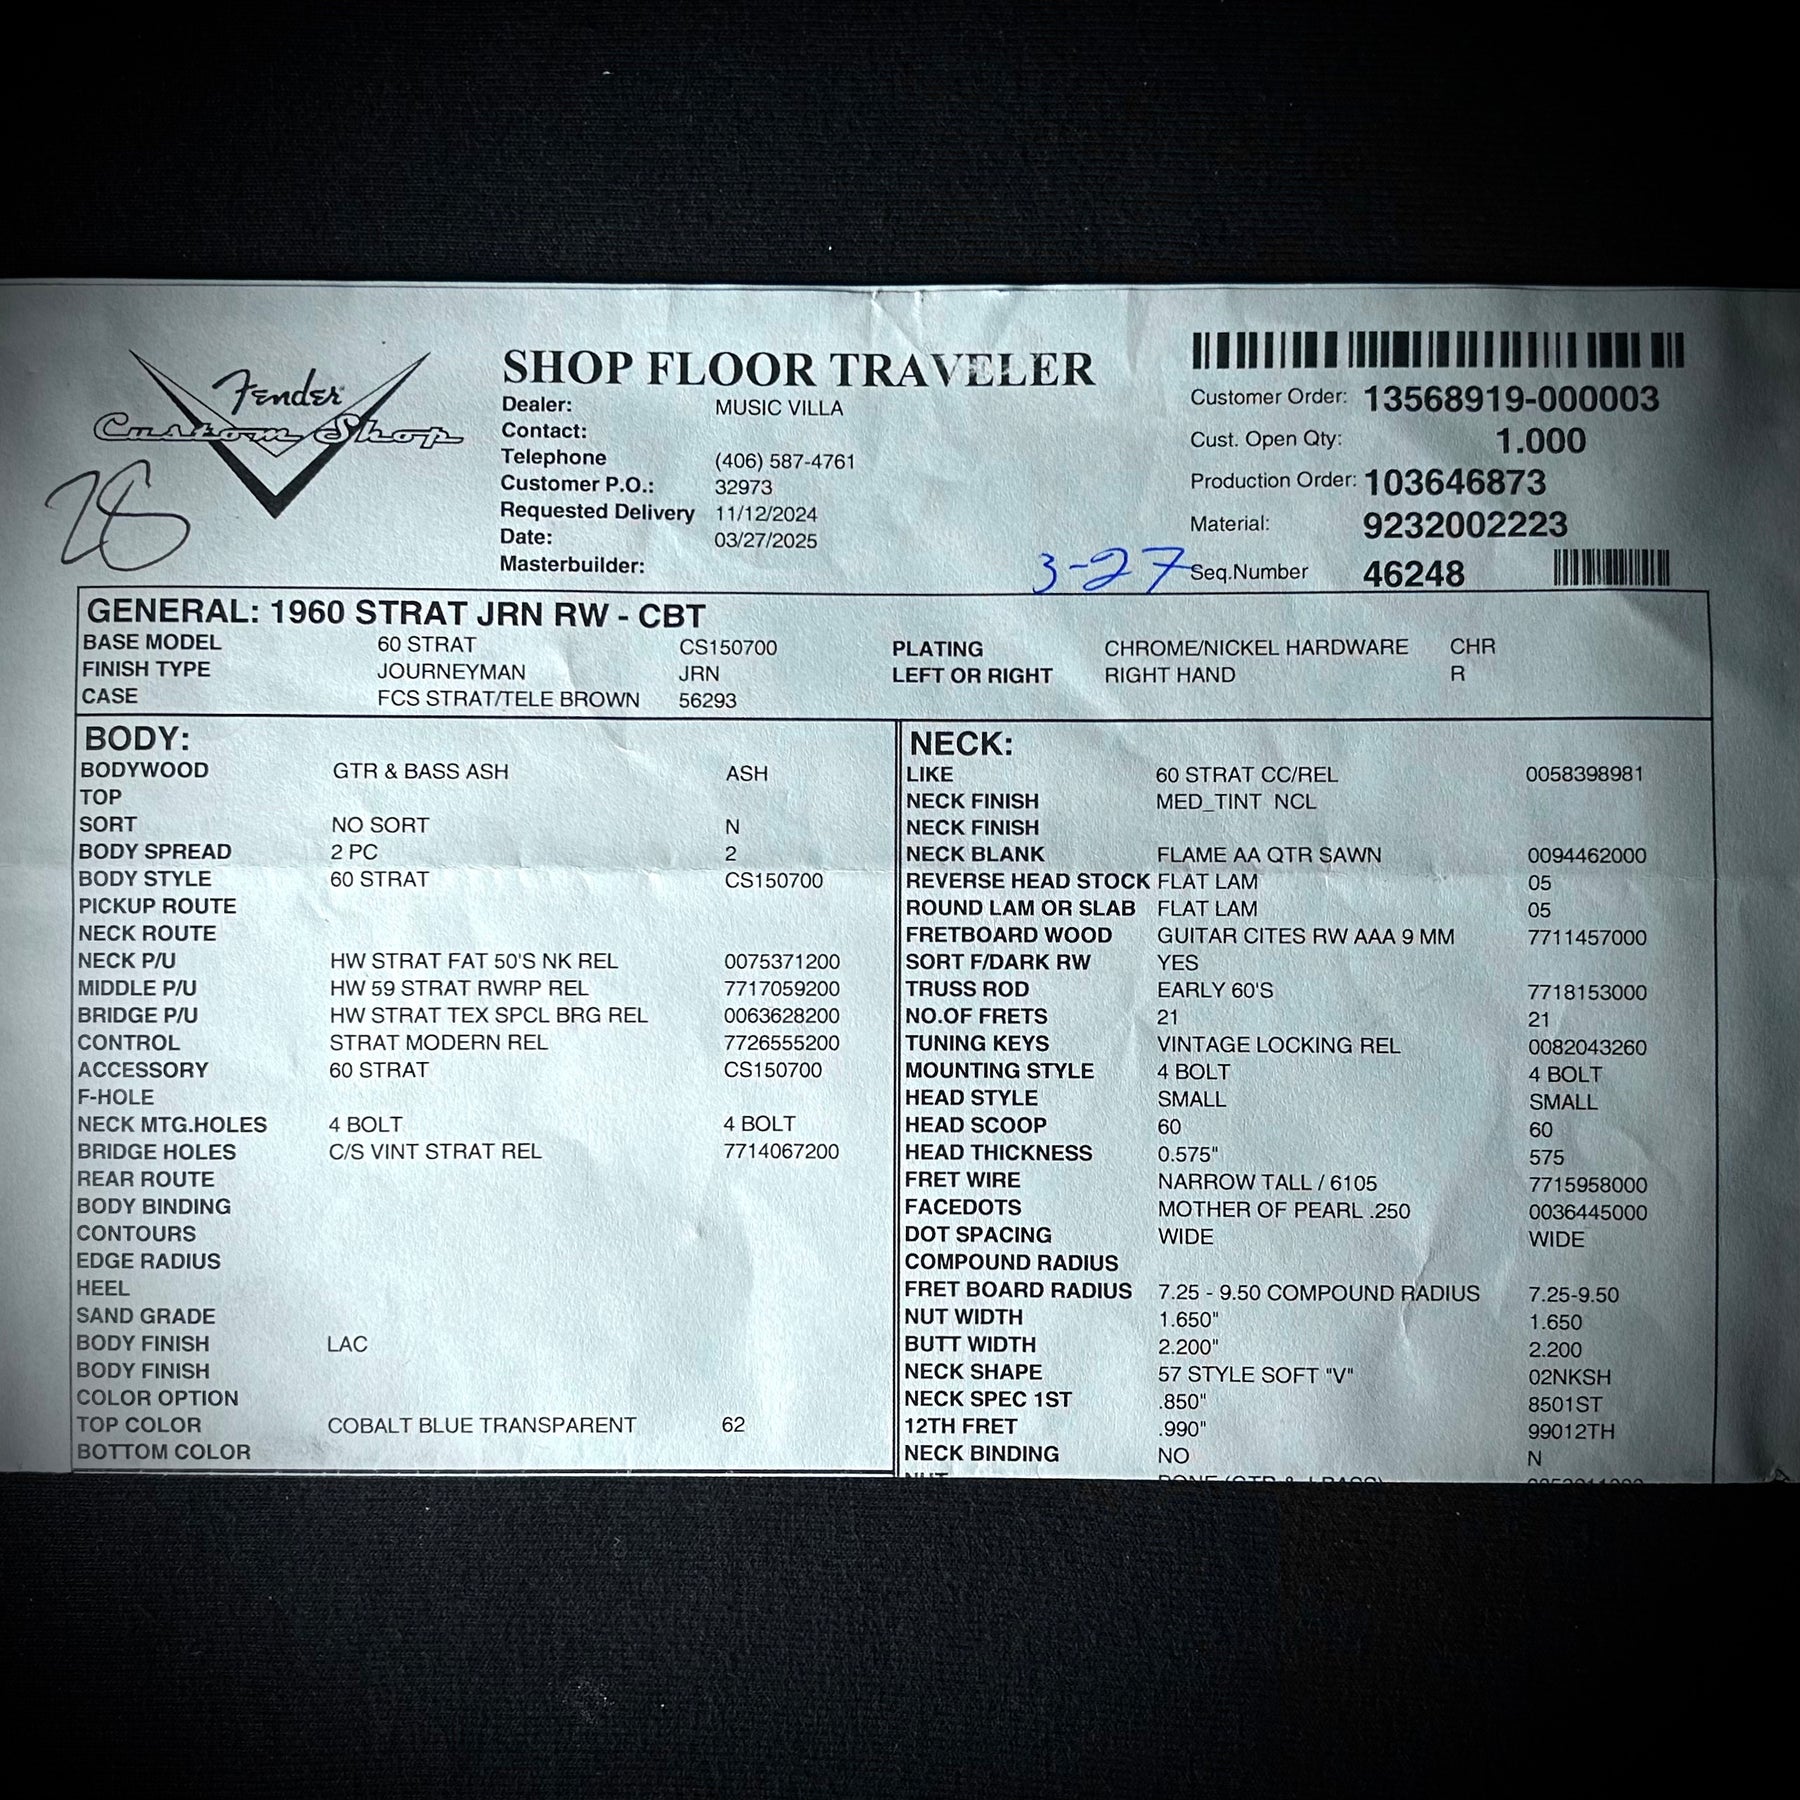 Fender
Custom Shop
SHOP FLOOR TRAVELER
Dealer: MUSIC VILLA
Contact:
Telephone (406) 587-4761
Customer P.O.: 32973
Requested Delivery 11/12/2024
Date: 03/27/2025
Masterbuilder:
Customer Order: 13568919-000003
Cust. Open Qty: 1.000
Production Order: 103646873
Material: 9232002223
3-27
Seq.Number 46248
GENERAL: 1960 STRAT JRN RW - CBT
BASE MODEL 60 STRAT CS150700
FINISH TYPE JOURNEYMAN JRN
CASE FCS STRAT/TELE BROWN 56293
PLATING CHROME/NICKEL HARDWARE CHR
LEFT OR RIGHT RIGHT HAND R
BODY:
BODYWOOD GTR & BASS ASH ASH
TOP
SORT NO SORT N
BODY SPREAD 2 PC 2
BODY STYLE 60 STRAT CS150700
PICKUP ROUTE
NECK ROUTE
NECK P/U HW STRAT FAT 50'S NK REL 0075371200
MIDDLE P/U HW 59 STRAT RWRP REL 7717059200
BRIDGE P/U HW STRAT TEX SPCL BRG REL 0063628200
CONTROL STRAT MODERN REL 7726555200
ACCESSORY 60 STRAT CS150700
F-HOLE
NECK MTG.HOLES 4 BOLT 4 BOLT
BRIDGE HOLES C/S VINT STRAT REL 7714067200
REAR ROUTE
BODY BINDING
CONTOURS
EDGE RADIUS
HEEL
SAND GRADE
BODY FINISH LAC
BODY FINISH
COLOR OPTION
TOP COLOR COBALT BLUE TRANSPARENT 62
BOTTOM COLOR
NECK:
LIKE 60 STRAT CC/REL 0058398981
NECK FINISH MED_TINT NCL
NECK FINISH
NECK BLANK FLAME AA QTR SAWN 0094462000
REVERSE HEAD STOCK FLAT LAM 05
ROUND LAM OR SLAB FLAT LAM 05
FRETBOARD WOOD GUITAR CITES RW AAA 9 MM 7711457000
SORT F/DARK RW YES
TRUSS ROD EARLY 60'S 7718153000
NO.OF FRETS 21 21
TUNING KEYS VINTAGE LOCKING REL 0082043260
MOUNTING STYLE 4 BOLT 4 BOLT
HEAD STYLE SMALL SMALL
HEAD SCOOP 60 60
HEAD THICKNESS 0.575" 575
FRET WIRE NARROW TALL / 6105 7715958000
FACEDOTS MOTHER OF PEARL .250 0036445000
DOT SPACING WIDE WIDE
COMPOUND RADIUS
FRET BOARD RADIUS 7.25 - 9.50 COMPOUND RADIUS 7.25-9.50
NUT WIDTH 1.650" 1.650
BUTT WIDTH 2.200" 2.200
NECK SHAPE 57 STYLE SOFT "V" 02NKSH
NECK SPEC 1ST .850" 8501ST
12TH FRET .990" 99012TH
NECK BINDING NO N